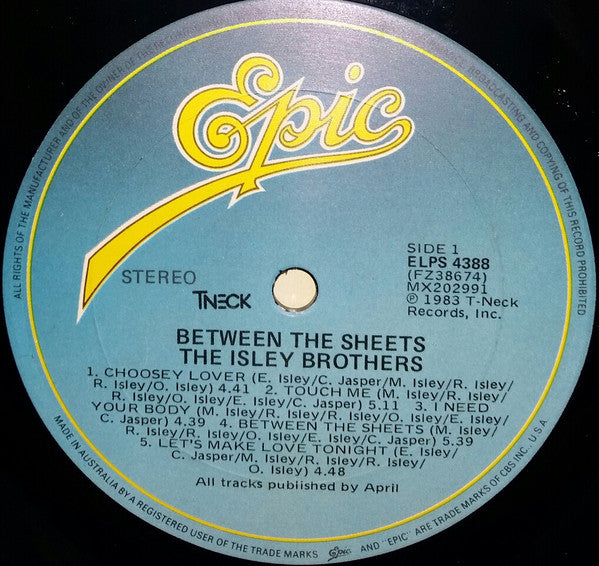 ALL RIGHTS OF THE MANUFACTURER AND OF THE OWNER OF THE RECORDED
BROADCASTING AND COPYING OF THIS RECORD PROHIBITED
Epic
STEREO
TNECK
SIDE 1
ELPS 4388
(FZ38674)
MX202991
℗ 1983 T-Neck
Records, Inc.
BETWEEN THE SHEETS
THE ISLEY BROTHERS
1. CHOOSEY LOVER (E. Isley/C. Jasper/M. Isley/R. Isley/
R. Isley/O. Isley) 4.41 2. TOUCH ME (M. Isley/R. Isley/
R. Isley/O. Isley/E. Isley/C. Jasper) 5.11 3. I NEED
YOUR BODY (M. Isley/R. Isley/R. Isley/O. Isley/E. Isley/
C. Jasper) 4.39 4. BETWEEN THE SHEETS (M. Isley/
R. Isley/R. Isley/O. Isley/E. Isley/C. Jasper) 5.39
5. LET'S MAKE LOVE TONIGHT (E. Isley/
C. Jasper/M. Isley/R. Isley/R. Isley/
O. Isley) 4.48
All tracks published by April
MADE IN AUSTRALIA BY A REGISTERED USER OF THE TRADE MARKS Epic AND "EPIC" ARE TRADE MARKS OF CBS INC. U.S.A